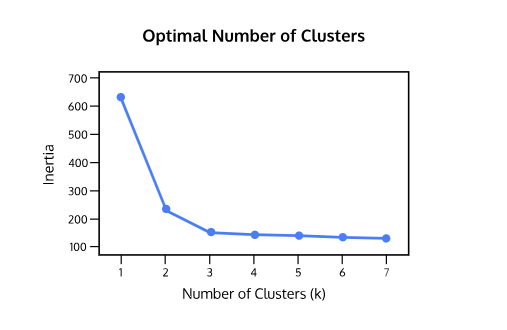 Optimal Number of Clusters
700
600
500
400
300
200
100
Inertia
1 2 3 4 5 6 7
Number of Clusters (k)